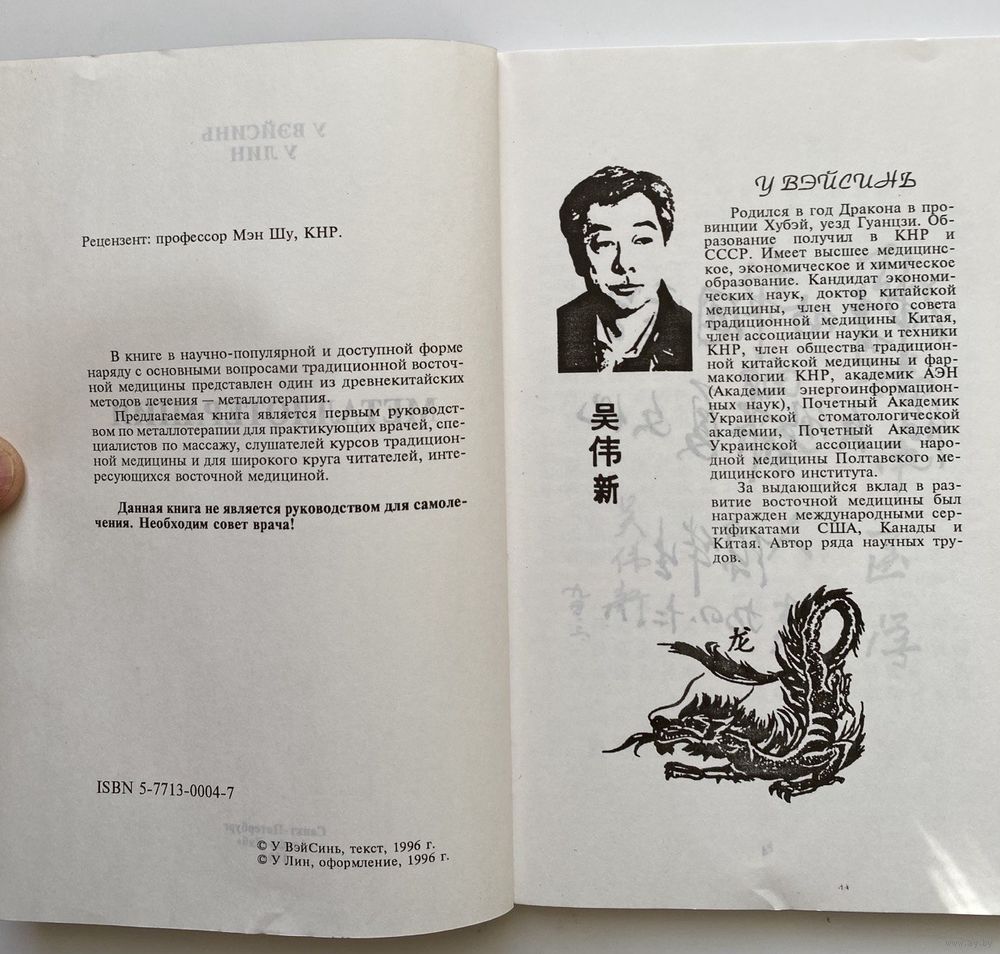 Рецензент: профессор Мэн Шу, КНР.
В книге в научно-популярной и доступной форме
наряду с основными вопросами традиционной восточ-
ной медицины представлен один из древнекитайских
методов лечения — металлотерапия.
Предлагаемая книга является первым руководст-
вом по металлотерапии для практикующих врачей, спе-
циалистов по массажу, слушателей курсов традицион-
ной медицины и для широкого круга читателей, инте-
ресующихся восточной медициной.
Данная книга не является руководством для самоле-
чения. Необходим совет врача!
ISBN 5-7713-0004-7
© У ВэйСинь, текст, 1996 г.
© У Лин, оформление, 1996 г.
У ВЭЙСИНЬ
Родился в год Дракона в про-
винции Хубэй, уезд Гуанцзи. Об-
разование получил в КНР и
СССР. Имеет высшее медицинс-
кое, экономическое и химическое
образование. Кандидат экономи-
ческих наук, доктор китайской
медицины, член ученого совета
традиционной медицины Китая,
член ассоциации науки и техники
КНР, член общества традицион-
ной китайской медицины и фар-
макологии КНР, академик АЭН
(Академии энергоинформацион-
ных наук), Почетный Академик
Украинской стоматологической
академии, Почетный Академик
Украинской ассоциации народ-
ной медицины Полтавского ме-
дицинского института.
За выдающийся вклад в раз-
витие восточной медицины был
награжден международными сер-
тификатами США, Канады и
Китая. Автор ряда научных тру-
дов.
吴伟新
龙